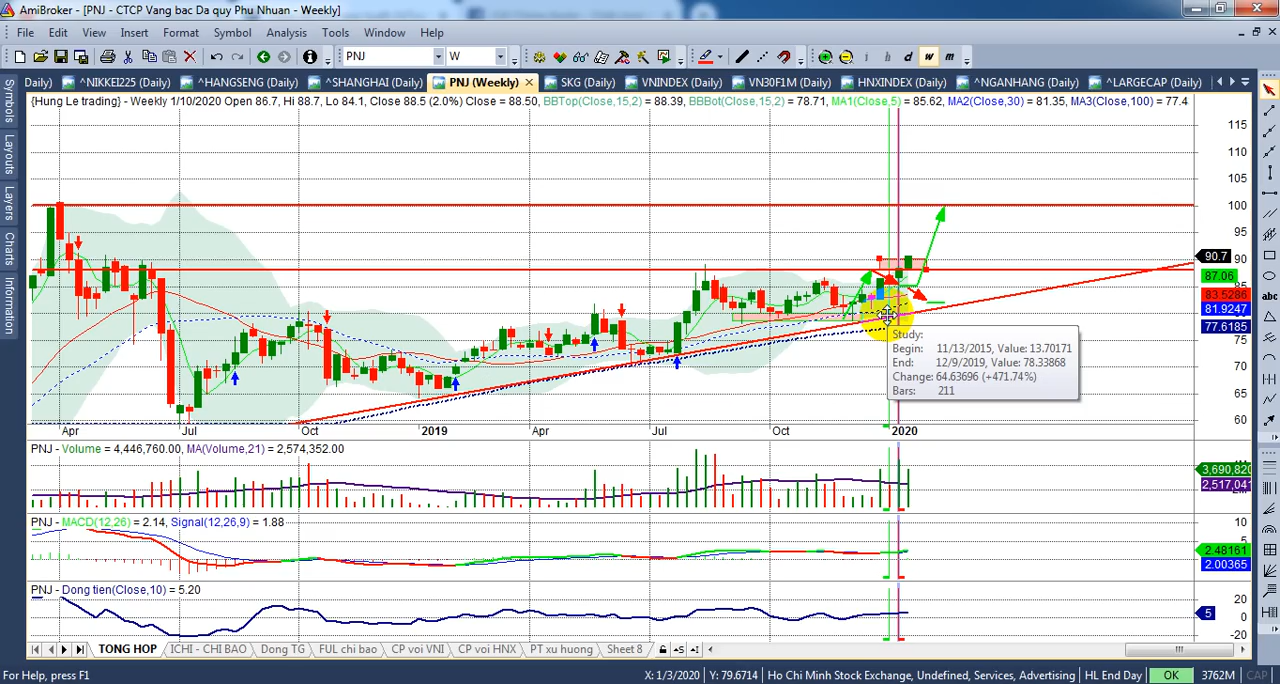 AmiBroker - [PNJ - CTCP Vang bac Da quy Phu Nhuan - Weekly]
File Edit View Insert Format Symbol Analysis Tools Window Help
PNJ W i h d w m
Daily) ^NIKKEI225 (Daily) ^HANGSENG (Daily) ^SHANGHAI (Daily) PNJ (Weekly) SKG (Daily) VNINDEX (Daily) VN30F1M (Daily) HNXINDEX (Daily) ^NGANHANG (Daily) ^LARGECAP (Daily)
Symbols
Layouts
Layers
Charts
Information
{Hung Le trading} - Weekly 1/10/2020 Open 86.7, Hi 88.7, Lo 84.1, Close 88.5 (2.0%) Close = 88.50, BBTop(Close,15,2) = 88.39, BBBot(Close,15,2) = 78.71, MA1(Close,5) = 85.62, MA2(Close,30) = 81.35, MA3(Close,100) = 77.4
115
110
105
100
95
90.7
90
87.06
85
83.5286
81.9247
77.6185
75
70
65
60
abc
Study:
Begin: 11/13/2015, Value: 13.70171
End: 12/9/2019, Value: 78.33868
Change: 64.63696 (+471.74%)
Bars: 211
Apr Jul Oct 2019 Apr Jul Oct 2020
PNJ - Volume = 4,446,760.00, MA(Volume,21) = 2,574,352.00
3,690,820
2,517,041
PNJ - MACD(12,26) = 2.14, Signal(12,26,9) = 1.88
10
5
2.48161
2.00365
PNJ - Dong tien(Close,10) = 5.20
20
5
0
-20
TONG HOP ICHI - CHI BAO Dong TG FUL chi bao CP voi VNI CP voi HNX PT xu huong Sheet 8
For Help, press F1 X: 1/3/2020 Y: 79.6714 Ho Chi Minh Stock Exchange, Undefined, Services, Advertising HL End Day OK 3762M CAP